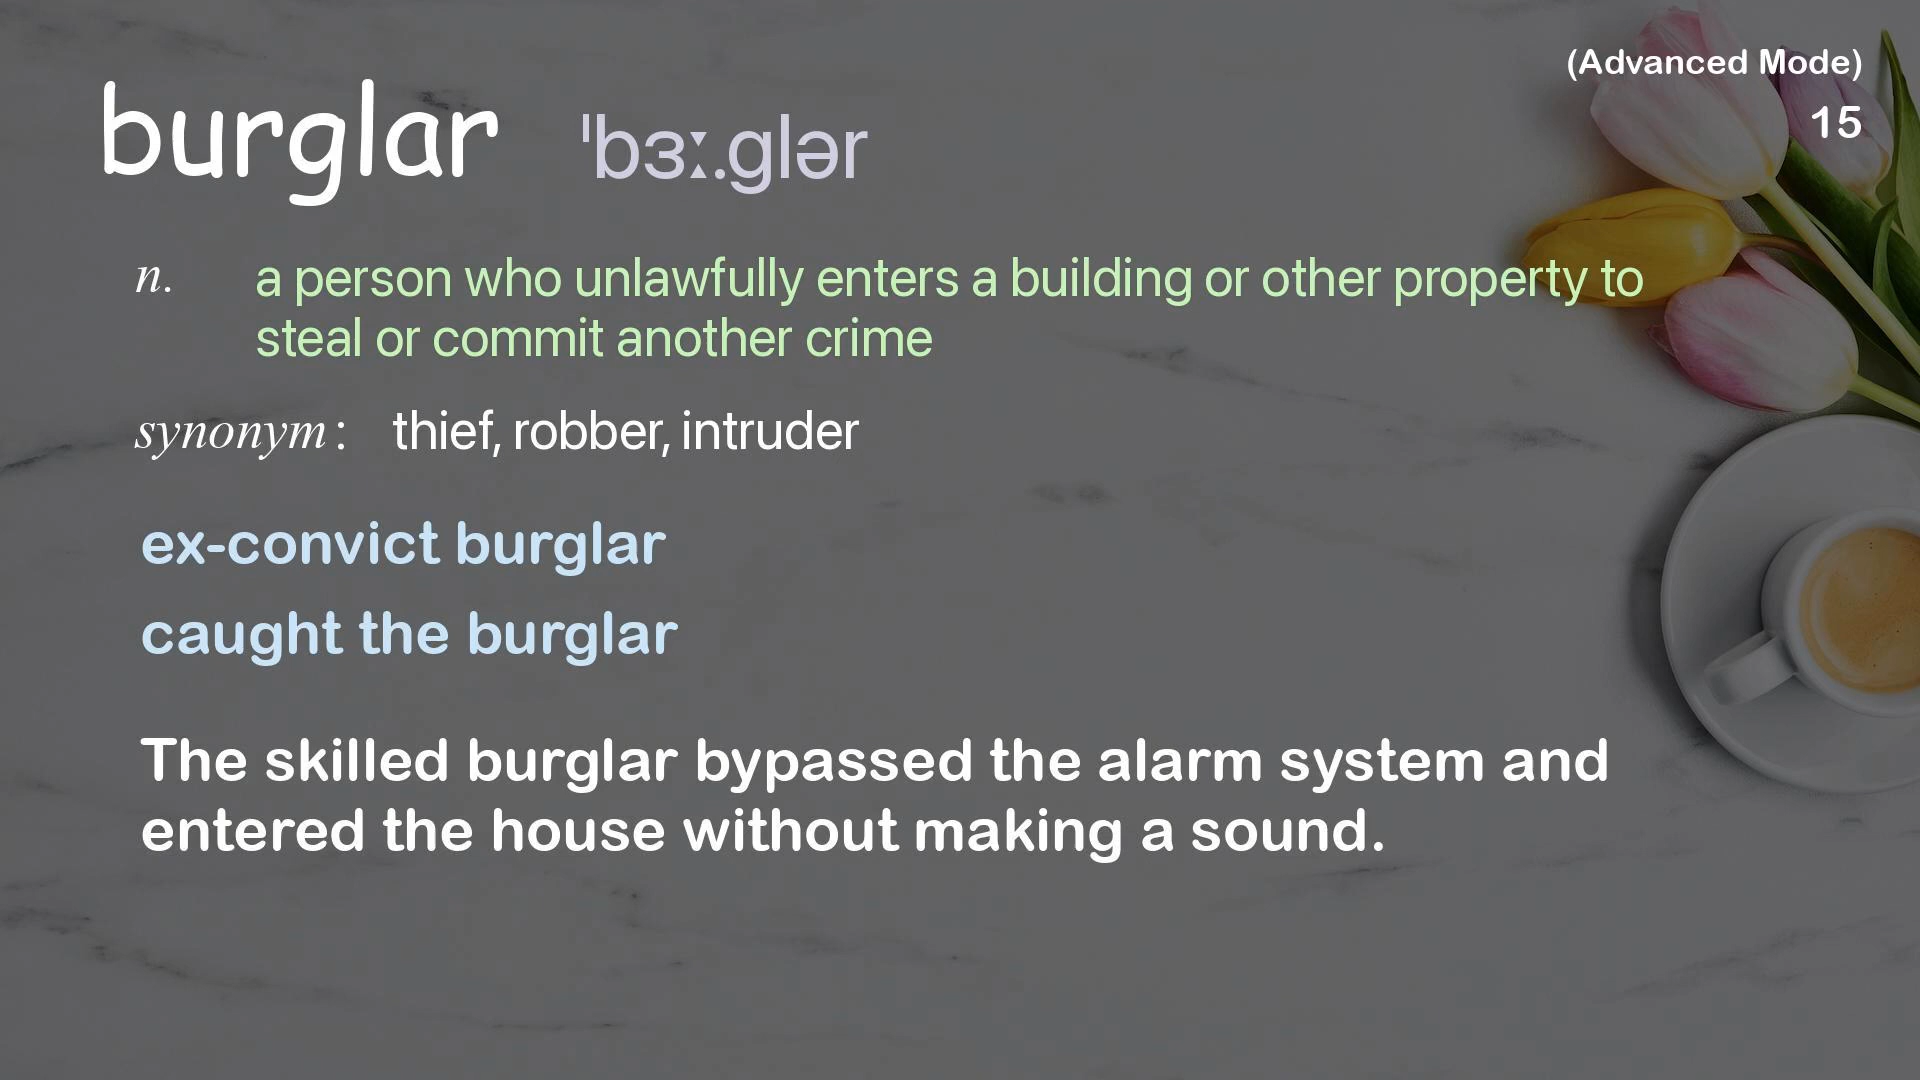 (Advanced Mode)
15
burglar ˈbɜː.ɡlər
n. a person who unlawfully enters a building or other property to
steal or commit another crime
synonym: thief, robber, intruder
ex-convict burglar
caught the burglar
The skilled burglar bypassed the alarm system and
entered the house without making a sound.